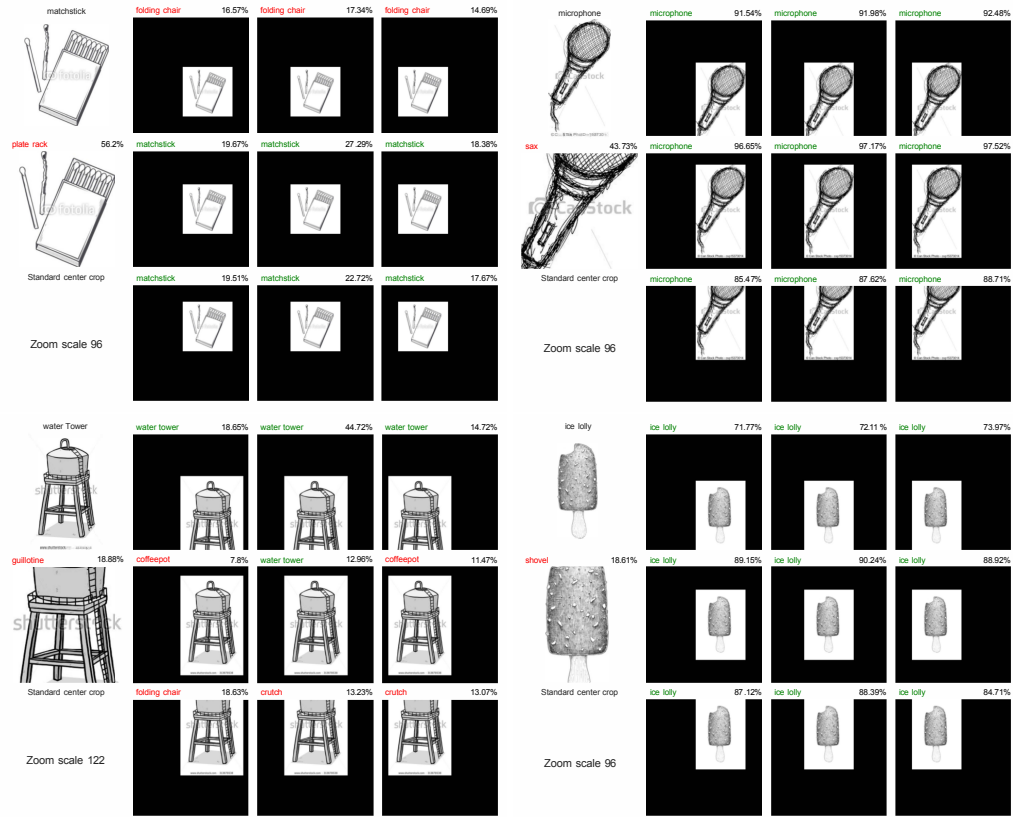 matchstick folding chair 16.57% folding chair 17.34% folding chair 14.69%
fotolia
plate rack 56.2% matchstick 19.67% matchstick 27.29% matchstick 18.38%
fotolia
Standard center crop matchstick 19.51% matchstick 22.72% matchstick 17.67%
Zoom scale 96
microphone microphone 91.54% microphone 91.98% microphone 92.48%
sax 43.73% microphone 96.65% microphone 97.17% microphone 97.52%
CanStock
Standard center crop microphone 85.47% microphone 87.62% microphone 88.71%
Zoom scale 96
water Tower water tower 18.65% water tower 44.72% water tower 14.72%
shutterstock
guillotine 18.88% coffeepot 7.8% water tower 12.96% coffeepot 11.47%
shutterstock
Standard center crop folding chair 18.63% crutch 13.23% crutch 13.07%
Zoom scale 122
ice lolly ice lolly 71.77% ice lolly 72.11 % ice lolly 73.97%
shovel 18.61% ice lolly 89.15% ice lolly 90.24% ice lolly 88.92%
Standard center crop ice lolly 87.12% ice lolly 88.39% ice lolly 84.71%
Zoom scale 96